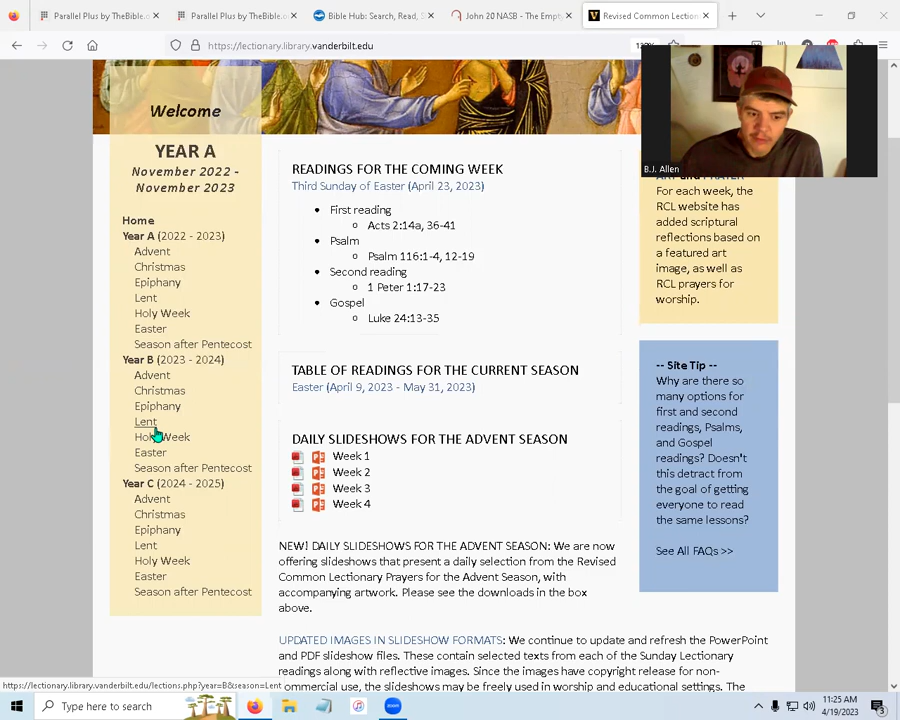 Parallel Plus by TheBible.or
Parallel Plus by TheBible.or
Bible Hub: Search, Read,
John 20 NASB - The Empt
Revised Common Lection
https://lectionary.library.vanderbilt.edu
B.J. Allen
Welcome
YEAR A
November 2022 -
November 2023
Home
Year A (2022 - 2023)
Advent
Christmas
Epiphany
Lent
Holy Week
Easter
Season after Pentecost
Year B (2023 - 2024)
Advent
Christmas
Epiphany
Lent
Holy Week
Easter
Season after Pentecost
Year C (2024 - 2025)
Advent
Christmas
Epiphany
Lent
Holy Week
Easter
Season after Pentecost
READINGS FOR THE COMING WEEK
Third Sunday of Easter (April 23, 2023)
First reading
Acts 2:14a, 36-41
Psalm
Psalm 116:1-4, 12-19
Second reading
1 Peter 1:17-23
Gospel
Luke 24:13-35
TABLE OF READINGS FOR THE CURRENT SEASON
Easter (April 9, 2023 - May 31, 2023)
DAILY SLIDESHOWS FOR THE ADVENT SEASON
Week 1
Week 2
Week 3
Week 4
NEW! DAILY SLIDESHOWS FOR THE ADVENT SEASON: We are now
offering slideshows that present a daily selection from the Revised
Common Lectionary Prayers for the Advent Season, with
accompanying artwork. Please see the downloads in the box
above.
UPDATED IMAGES IN SLIDESHOW FORMATS: We continue to update and refresh the PowerPoint
and PDF slideshow files. These contain selected texts from each of the Sunday Lectionary
readings along with reflective images. Since the images have copyright release for non-
ommercial use, the slideshows may be freely used in worship and educational settings. The
For each week, the
RCL website has
added scriptural
reflections based on
a featured art
image, as well as
RCL prayers for
worship.
-- Site Tip --
Why are there so
many options for
first and second
readings, Psalms,
and Gospel
readings? Doesn't
this detract from
the goal of getting
everyone to read
the same lessons?
See All FAQs >>
https://lectionary.library.vanderbilt.edu/lections.php?year=B&season=Lent
Type here to search
11:25 AM
4/19/2023
3